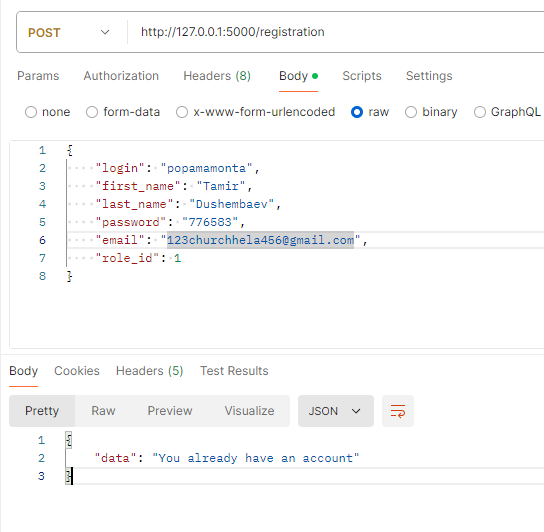 POST http://127.0.0.1:5000/registration
Params Authorization Headers (8) Body Scripts Settings
none form-data x-www-form-urlencoded raw binary GraphQL
1 {
2 "login": "popamamonta",
3 "first_name": "Tamir",
4 "last_name": "Dushembaev",
5 "password": "776583",
6 "email": "123churchhela456@gmail.com",
7 "role_id": 1
8 }
Body Cookies Headers (5) Test Results
Pretty Raw Preview Visualize JSON
1 {
2 "data": "You already have an account"
3 }